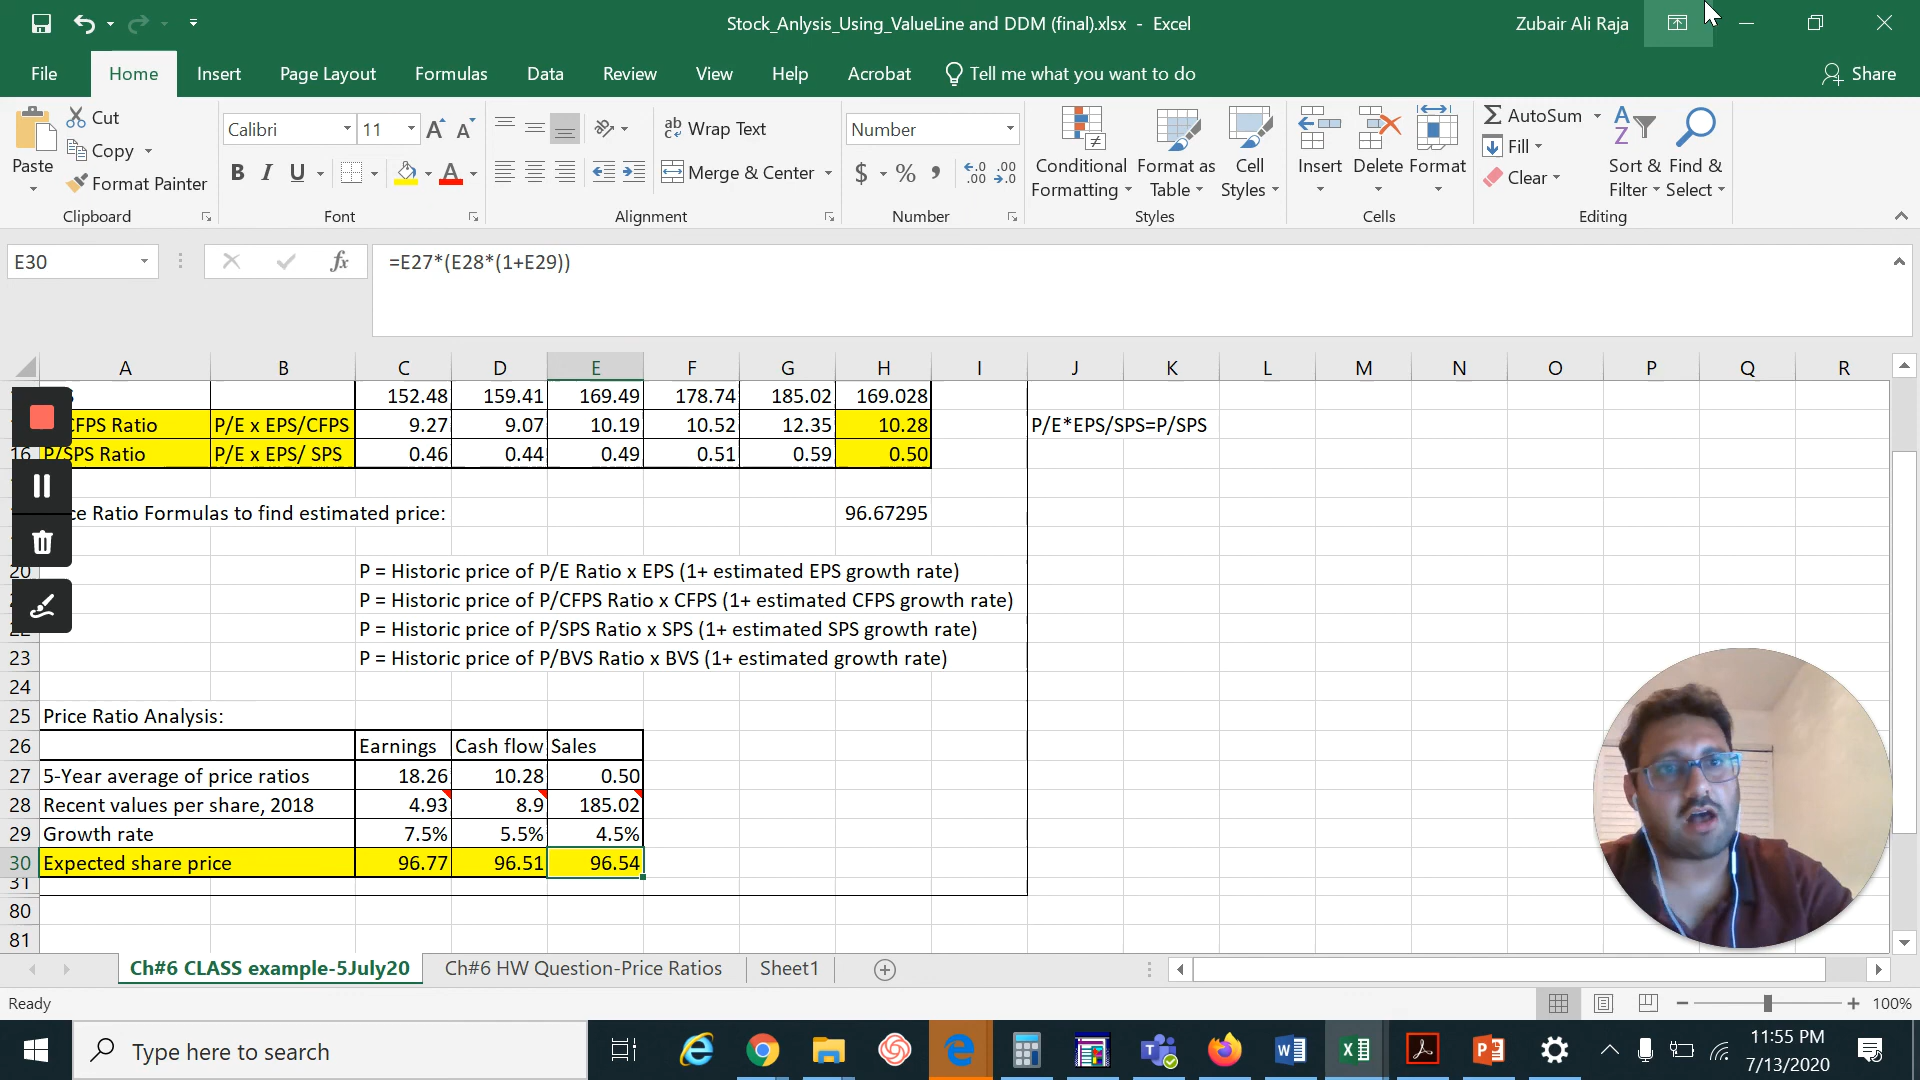 Stock_Anlysis_Using_ValueLine and DDM (final).xlsx - Excel
Zubair Ali Raja
File Home Insert Page Layout Formulas Data Review View Help Acrobat Tell me what you want to do Share
Paste
Cut
Copy
Format Painter
Clipboard
Calibri 11
B I U
Font
Wrap Text
Merge & Center
Alignment
Number
$ % ,
Number
Conditional Formatting
Format as Table
Cell Styles
Styles
Insert Delete Format
Cells
AutoSum
Fill
Clear
Sort & Filter
Find & Select
Editing
E30 fx =E27*(E28*(1+E29))
A B C D E F G H I J K L M N O P Q R
152.48 159.41 169.49 178.74 185.02 169.028
CFPS Ratio P/E x EPS/CFPS 9.27 9.07 10.19 10.52 12.35 10.28 P/E*EPS/SPS=P/SPS
16 P/SPS Ratio P/E x EPS/ SPS 0.46 0.44 0.49 0.51 0.59 0.50
ce Ratio Formulas to find estimated price: 96.67295
20 P = Historic price of P/E Ratio x EPS (1+ estimated EPS growth rate)
P = Historic price of P/CFPS Ratio x CFPS (1+ estimated CFPS growth rate)
22 P = Historic price of P/SPS Ratio x SPS (1+ estimated SPS growth rate)
23 P = Historic price of P/BVS Ratio x BVS (1+ estimated growth rate)
24
25 Price Ratio Analysis:
26 Earnings Cash flow Sales
27 5-Year average of price ratios 18.26 10.28 0.50
28 Recent values per share, 2018 4.93 8.9 185.02
29 Growth rate 7.5% 5.5% 4.5%
30 Expected share price 96.77 96.51 96.54
31
80
81
Ch#6 CLASS example-5July20 Ch#6 HW Question-Price Ratios Sheet1
Ready 100%
Type here to search
11:55 PM
7/13/2020